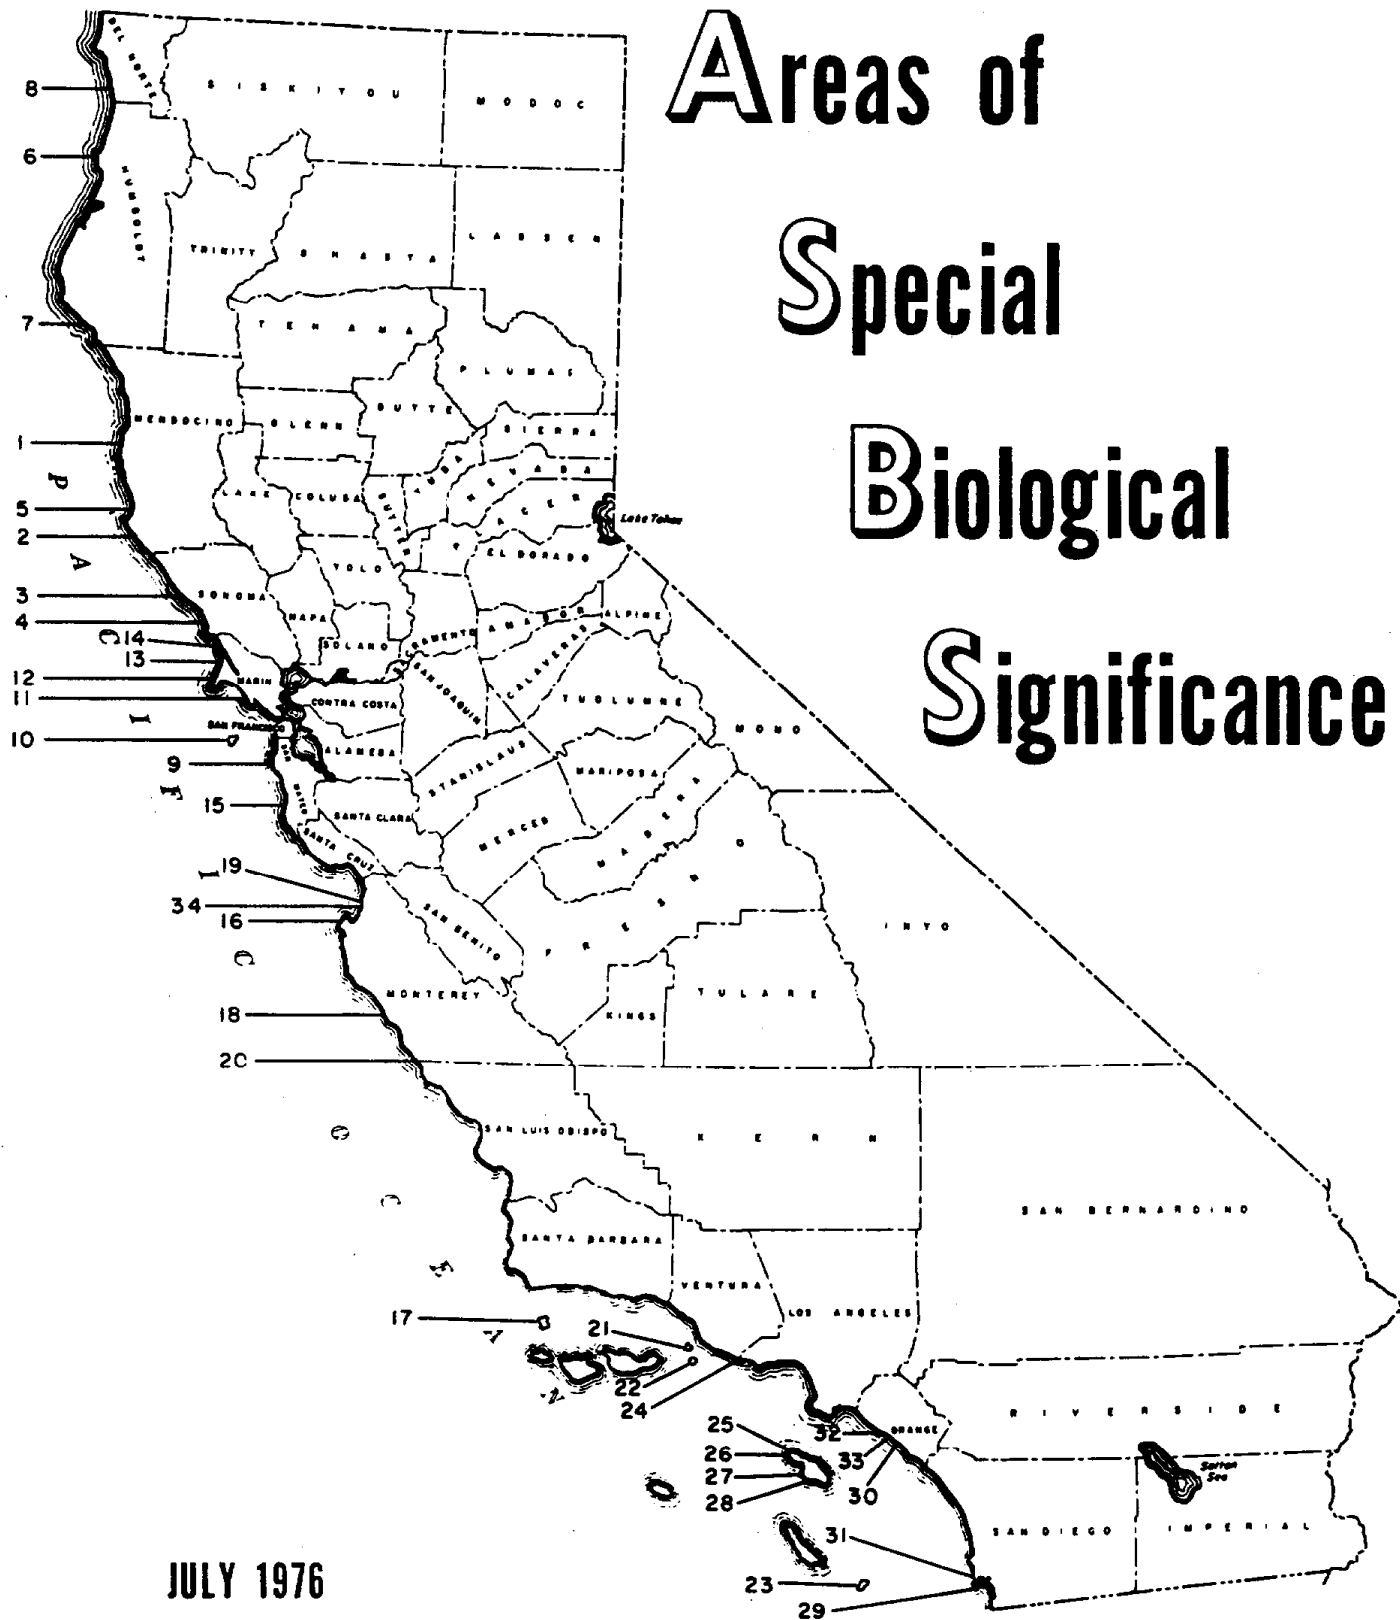 Areas of
Special
Biological
Significance
DEL NORTE
SISKIYOU
MODOC
8
6
HUMBOLDT
TRINITY
SHASTA
LASSEN
7
TEHAMA
PLUMAS
MENDOCINO
GLENN
BUTTE
SIERRA
1
YUBA
NEVADA
LAKE
COLUSA
SUTTER
PLACER
5
Lake Tahoe
2
EL DORADO
YOLO
3
SONOMA
NAPA
4
SOLANO
SACRAMENTO
AMADOR
ALPINE
14
13
CALAVERAS
12
MARIN
SAN JOAQUIN
11
CONTRA COSTA
TUOLUMNE
MONO
SAN FRANCISCO
10
ALAMEDA
9
SAN MATEO
STANISLAUS
MARIPOSA
15
SANTA CLARA
MERCED
MADERA
SANTA CRUZ
19
34
16
SAN BENITO
FRESNO
INYO
MONTEREY
KINGS
TULARE
18
20
PACIFIC OCEAN
SAN LUIS OBISPO
KERN
SAN BERNARDINO
SANTA BARBARA
VENTURA
LOS ANGELES
17
21
22
24
RIVERSIDE
25
32
ORANGE
26
33
27
28
30
Salton
Sea
31
SAN DIEGO
IMPERIAL
23
29
JULY 1976